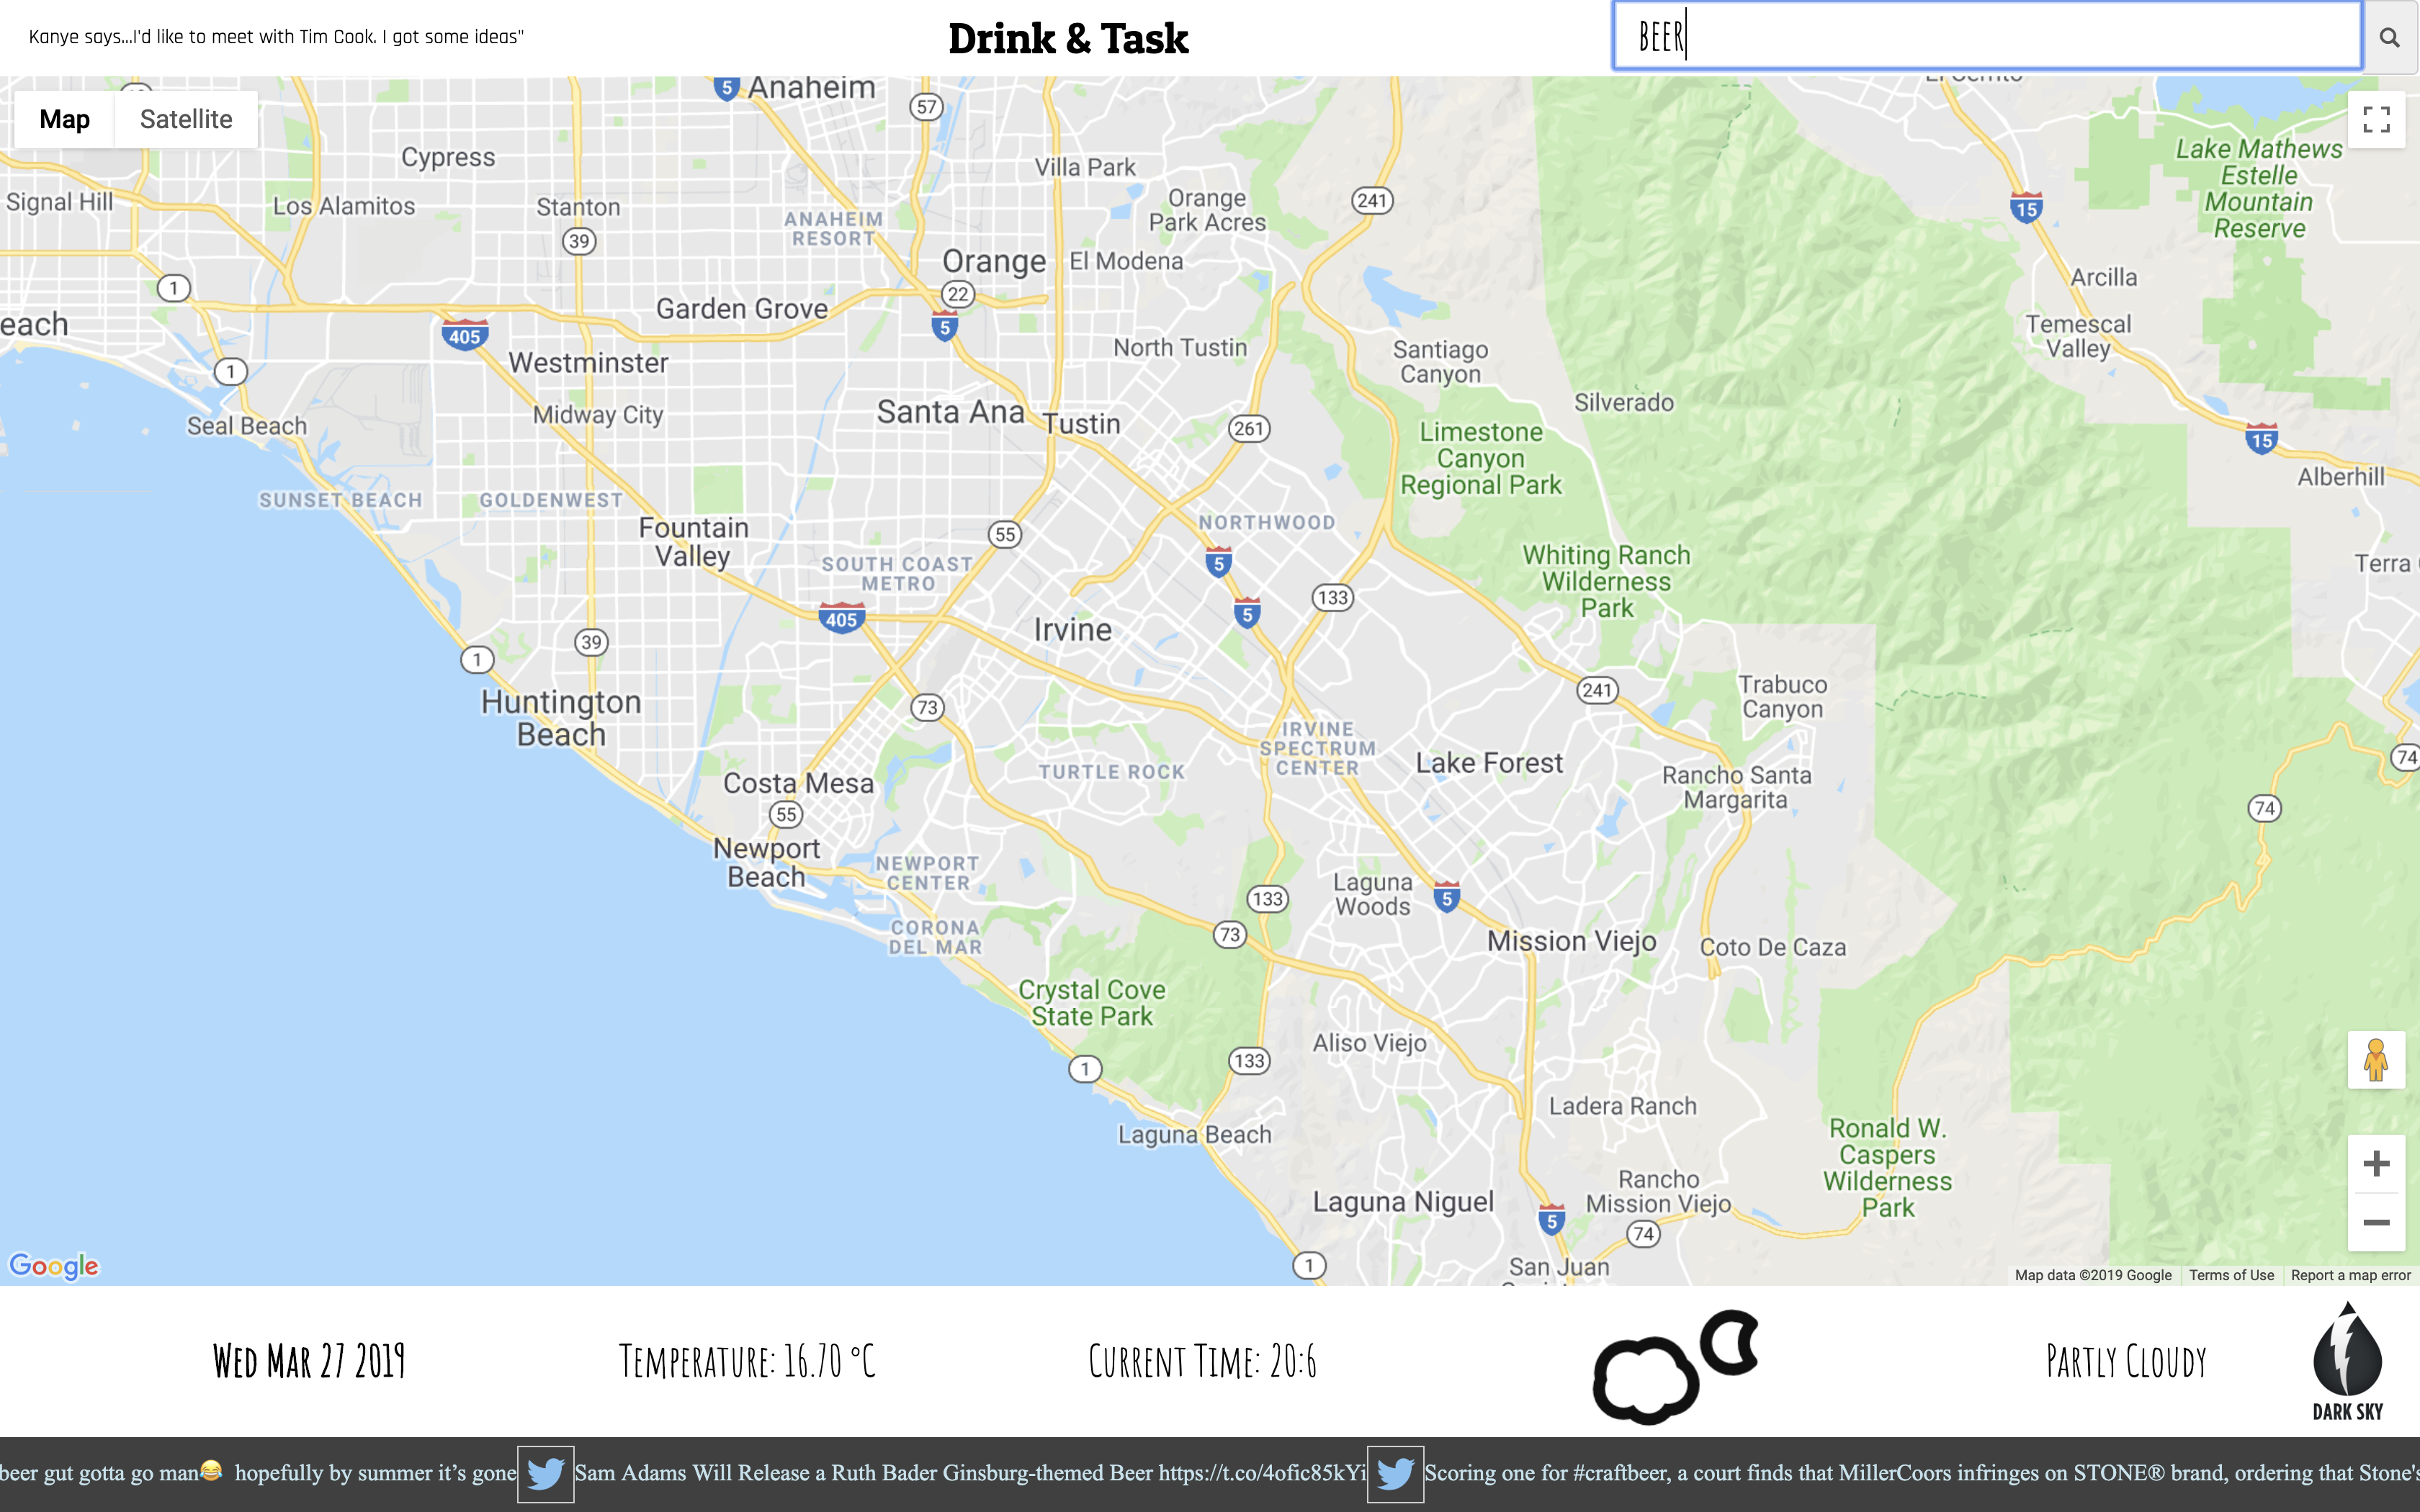 Kanye says...I'd like to meet with Tim Cook. I got some ideas"
Drink & Task
BEER
Map
Satellite
5
Anaheim
57
Cypress
Villa Park
Signal Hill
Los Alamitos
Stanton
ANAHEIM
RESORT
Orange
Park Acres
241
15
Lake Mathews
Estelle
Mountain
Reserve
39
Orange
El Modena
Arcilla
1
22
Garden Grove
5
each
405
Temescal
Valley
Westminster
North Tustin
Santiago
Canyon
1
Midway City
Santa Ana
Tustin
Silverado
Seal Beach
261
Limestone
Canyon
Regional Park
15
Alberhill
SUNSET BEACH
GOLDENWEST
Fountain
Valley
55
NORTHWOOD
SOUTH COAST
METRO
5
Whiting Ranch
Wilderness
Park
Terra
405
Irvine
5
133
39
1
Huntington
Beach
73
241
Trabuco
Canyon
IRVINE
SPECTRUM
CENTER
Lake Forest
74
TURTLE ROCK
Rancho Santa
Margarita
Costa Mesa
55
74
Newport
Beach
NEWPORT
CENTER
Laguna
Woods
5
133
CORONA
DEL MAR
73
Mission Viejo
Coto De Caza
Crystal Cove
State Park
Aliso Viejo
1
133
Ladera Ranch
Laguna Beach
Ronald W.
Caspers
Wilderness
Park
Laguna Niguel
Rancho
Mission Viejo
5
74
1
San Juan
Google
Map data ©2019 Google
Terms of Use
Report a map error
Wed Mar 27 2019
Temperature: 16.70 °C
Current Time: 20:6
Partly Cloudy
DARK SKY
beer gut gotta go man😂 hopefully by summer it’s gone Sam Adams Will Release a Ruth Bader Ginsburg-themed Beer https://t.co/4ofic85kYi Scoring one for #craftbeer, a court finds that MillerCoors infringes on STONE® brand, ordering that Stone's